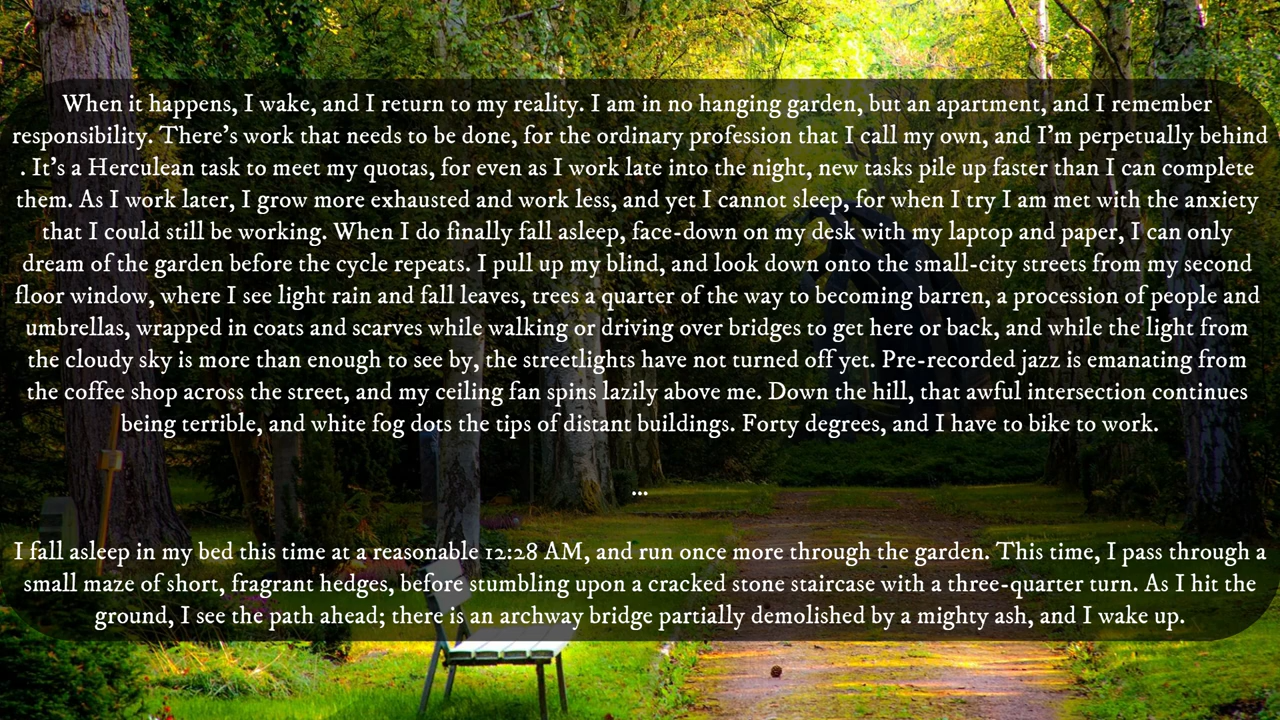 When it happens, I wake, and I return to my reality. I am in no hanging garden, but an apartment, and I remember
responsibility. There's work that needs to be done, for the ordinary profession that I call my own, and I'm perpetually behind
. It's a Herculean task to meet my quotas, for even as I work late into the night, new tasks pile up faster than I can complete
them. As I work later, I grow more exhausted and work less, and yet I cannot sleep, for when I try I am met with the anxiety
that I could still be working. When I do finally fall asleep, face-down on my desk with my laptop and paper, I can only
dream of the garden before the cycle repeats. I pull up my blind, and look down onto the small-city streets from my second
floor window, where I see light rain and fall leaves, trees a quarter of the way to becoming barren, a procession of people and
umbrellas, wrapped in coats and scarves while walking or driving over bridges to get here or back, and while the light from
the cloudy sky is more than enough to see by, the streetlights have not turned off yet. Pre-recorded jazz is emanating from
the coffee shop across the street, and my ceiling fan spins lazily above me. Down the hill, that awful intersection continues
being terrible, and white fog dots the tips of distant buildings. Forty degrees, and I have to bike to work.
...
I fall asleep in my bed this time at a reasonable 12:28 AM, and run once more through the garden. This time, I pass through a
small maze of short, fragrant hedges, before stumbling upon a cracked stone staircase with a three-quarter turn. As I hit the
ground, I see the path ahead; there is an archway bridge partially demolished by a mighty ash, and I wake up.